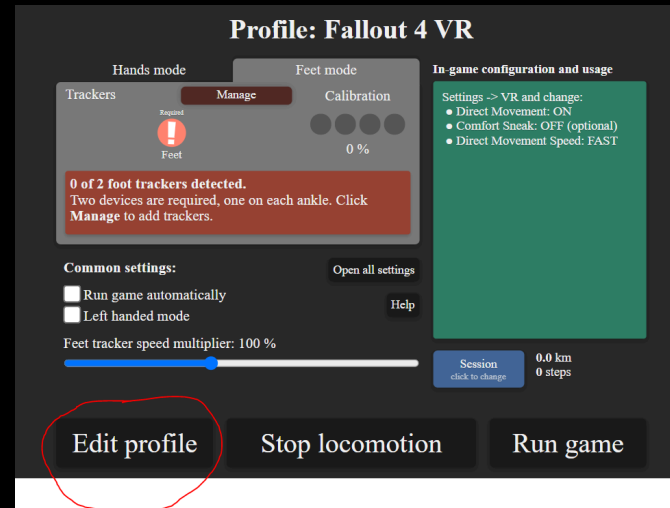 Profile: Fallout 4 VR
Hands mode
Feet mode
Trackers
Manage
Calibration
Required
!
Feet
0 %
0 of 2 foot trackers detected.
Two devices are required, one on each ankle. Click
Manage to add trackers.
In-game configuration and usage
Settings -> VR and change:
● Direct Movement: ON
● Comfort Sneak: OFF (optional)
● Direct Movement Speed: FAST
Common settings:
Open all settings
Run game automatically
Left handed mode
Help
Feet tracker speed multiplier: 100 %
Session
click to change
0.0 km
0 steps
Edit profile
Stop locomotion
Run game